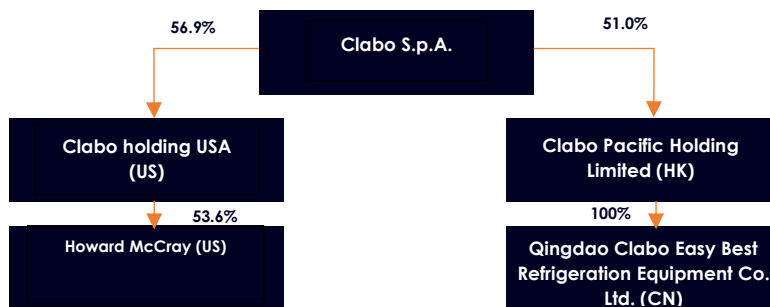 56.9%
Clabo S.p.A.
51.0%
Clabo holding USA
(US)
Clabo Pacific Holding
Limited (HK)
53.6%
100%
Howard McCray (US)
Qingdao Clabo Easy Best
Refrigeration Equipment Co.
Ltd. (CN)